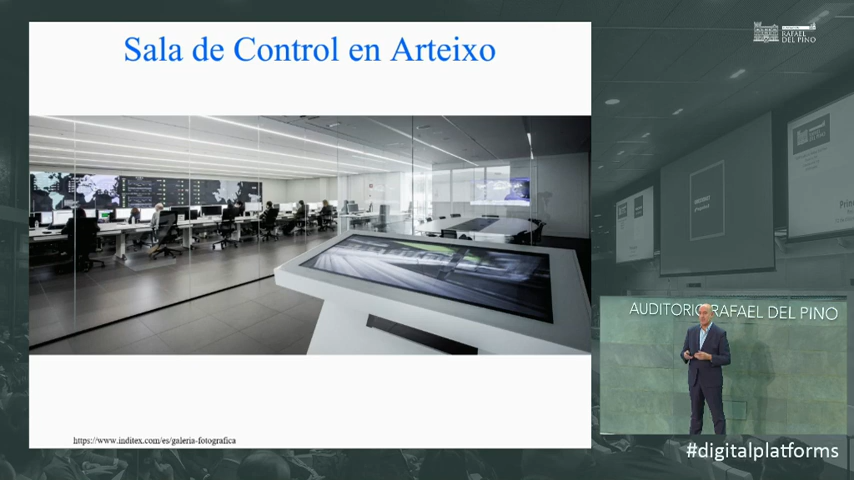 Sala de Control en Arteixo
https://www.inditex.com/es/galeria-fotografica
RAFAEL
DEL PINO
AUDITORIO RAFAEL DEL PINO
#digitalplatforms